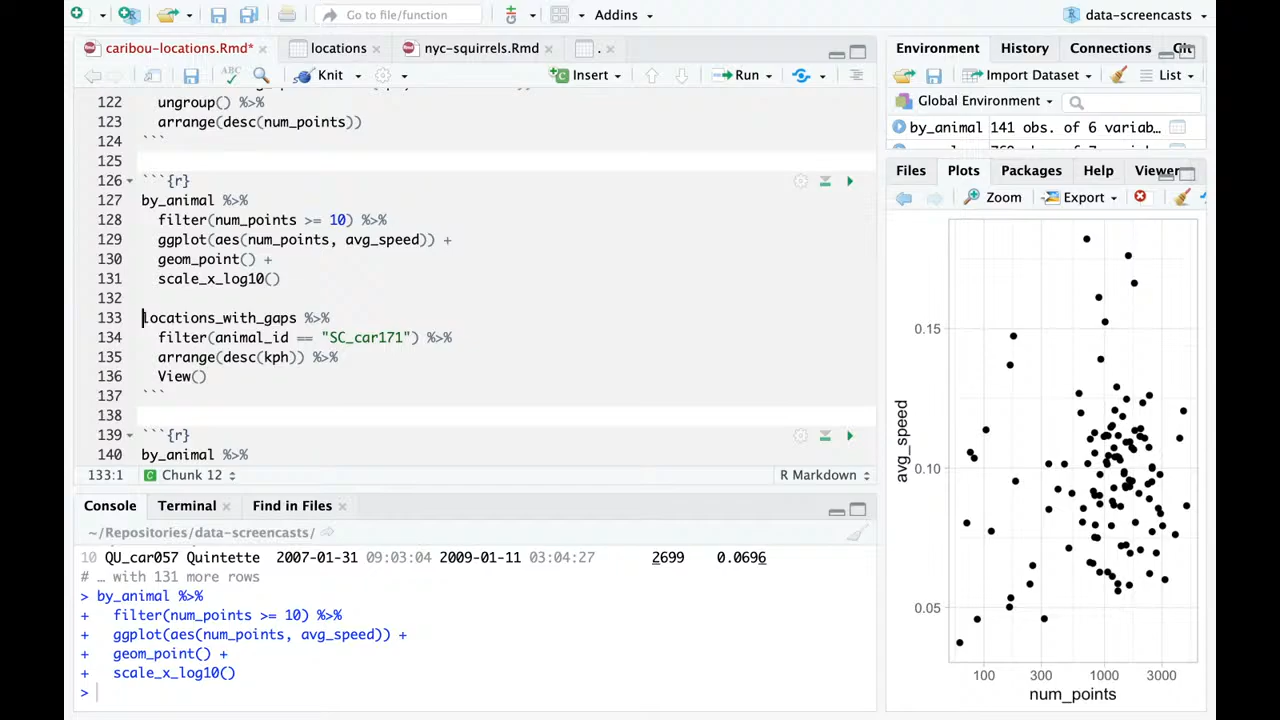 Go to file/function
Addins
data-screencasts
caribou-locations.Rmd*
locations
nyc-squirrels.Rmd
.
ABC
Knit
Insert
Run
122 ungroup() %>%
123 arrange(desc(num_points))
124 ```
125
126 ```{r}
127 by_animal %>%
128 filter(num_points >= 10) %>%
129 ggplot(aes(num_points, avg_speed)) +
130 geom_point() +
131 scale_x_log10()
132
133 locations_with_gaps %>%
134 filter(animal_id == "SC_car171") %>%
135 arrange(desc(kph)) %>%
136 View()
137 ```
138
139 ```{r}
140 by_animal %>%
133:1 Chunk 12 R Markdown
Console Terminal Find in Files
~/Repositories/data-screencasts/
10 QU_car057 Quintette 2007-01-31 09:03:04 2009-01-11 03:04:27 2699 0.0696
# … with 131 more rows
> by_animal %>%
+ filter(num_points >= 10) %>%
+ ggplot(aes(num_points, avg_speed)) +
+ geom_point() +
+ scale_x_log10()
>
Environment History Connections Git
Import Dataset List
Global Environment
by_animal 141 obs. of 6 variab…
Files Plots Packages Help Viewer
Zoom Export
avg_speed
0.15
0.10
0.05
100 300 1000 3000
num_points